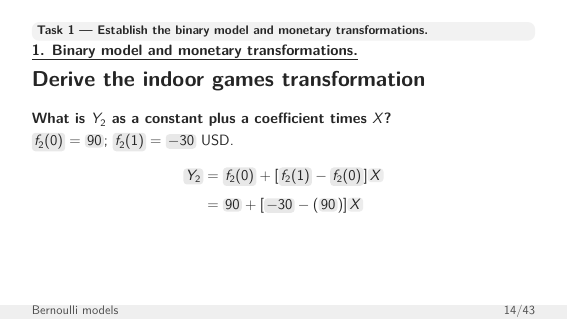 Task 1 — Establish the binary model and monetary transformations.
1. Binary model and monetary transformations.
Derive the indoor games transformation
What is Y₂ as a constant plus a coefficient times X?
f₂(0) = 90; f₂(1) = −30 USD.
Y₂ = f₂(0) + [f₂(1) − f₂(0)] X
= 90 + [−30 − (90)] X
Bernoulli models 14/43